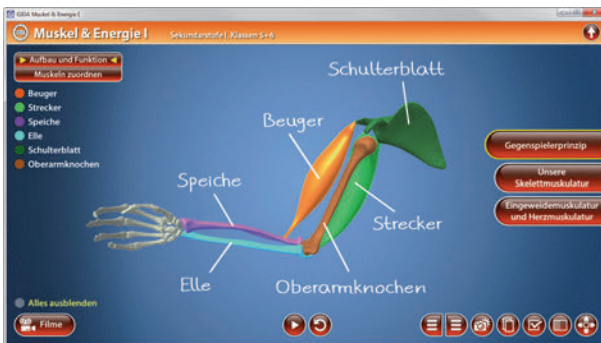 GIDA Muskel & Energie I
Muskel & Energie I
Sekundarstufe I, Klassen 5+6
Aufbau und Funktion
Muskeln zuordnen
Beuger
Strecker
Speiche
Elle
Schulterblatt
Oberarmknochen
Schulterblatt
Beuger
Speiche
Strecker
Elle
Oberarmknochen
Gegenspielerprinzip
Unsere
Skelettmuskulatur
Eingeweidemuskulatur
und Herzmuskulatur
Alles ausblenden
Filme